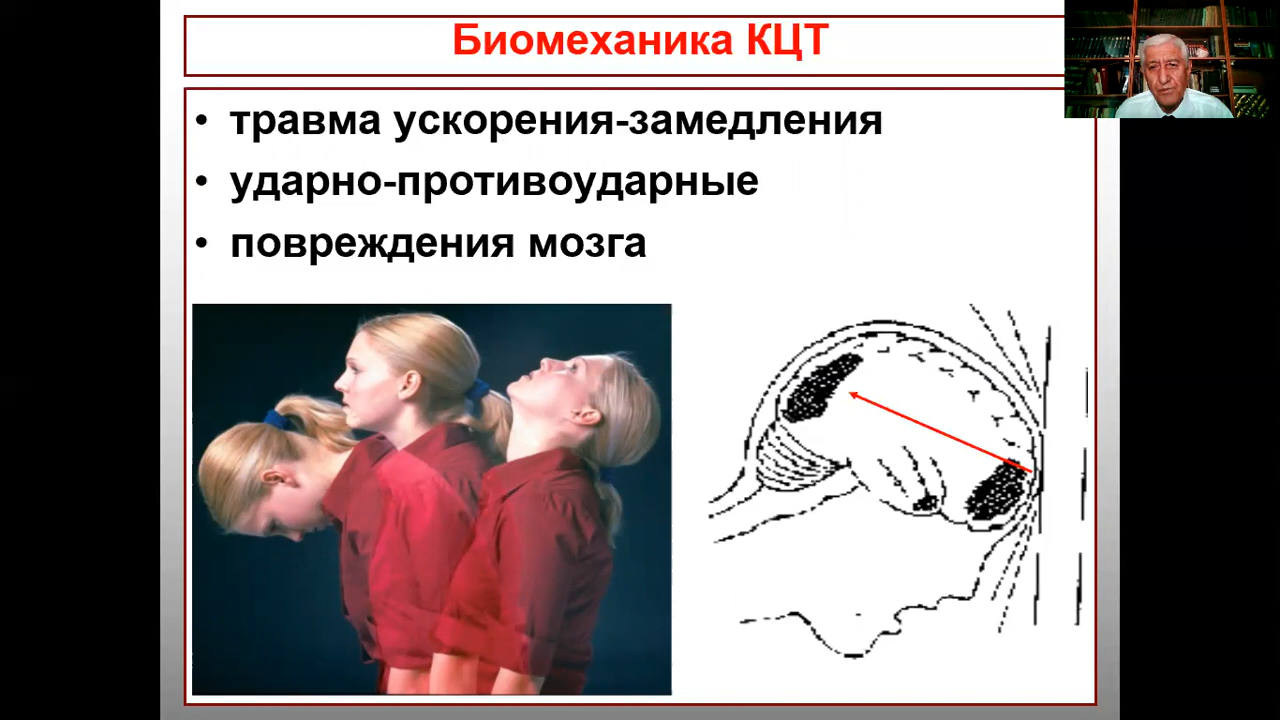 Биомеханика КЦТ
• травма ускорения-замедления
• ударно-противоударные
• повреждения мозга